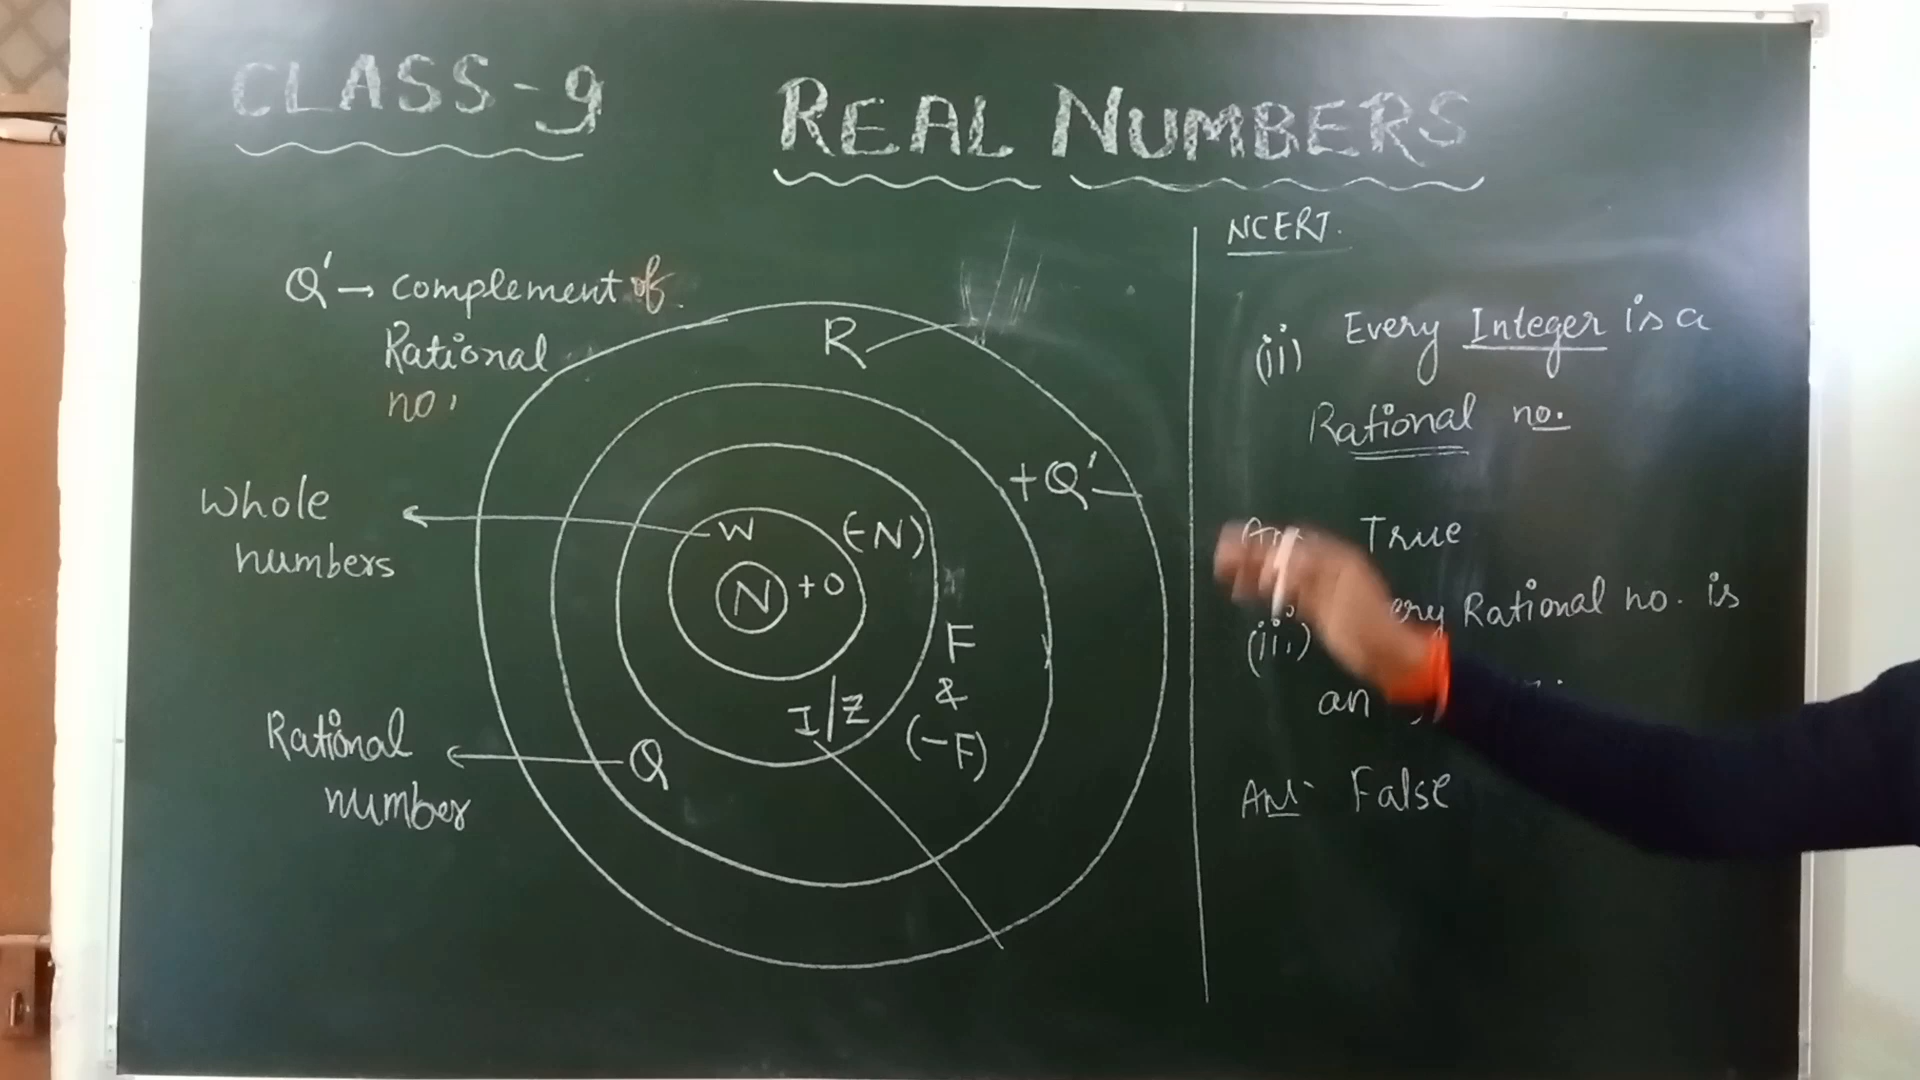 CLASS-9
REAL NUMBERS
Q' → complement of
Rational
no.
Whole
numbers
Rational
number
R
+Q'
W
(-N)
N +0
F
&
(-F)
I/Z
Q
NCERT.
(ii) Every Integer is a
Rational no.
True
(iii) Rational no. is
an
Ans- False